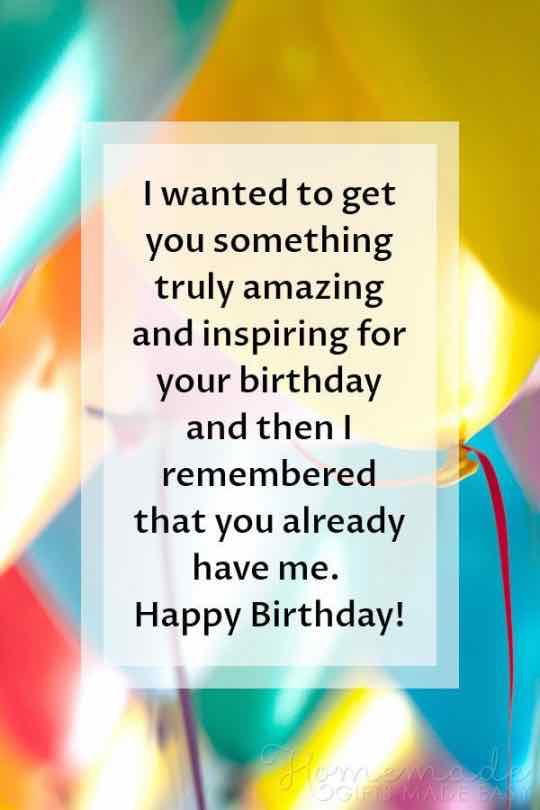 I wanted to get
you something
truly amazing
and inspiring for
your birthday
and then I
remembered
that you already
have me.
Happy Birthday!
Homemade
GIFTS MADE EASY